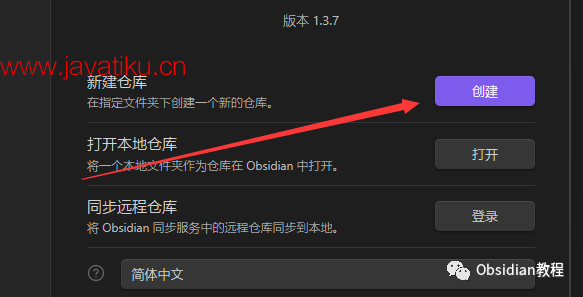 版本 1.3.7
www.javatiku.cn
新建仓库
在指定文件夹下创建一个新的仓库。
创建
打开本地仓库
将一个本地文件夹作为仓库在 Obsidian 中打开。
打开
同步远程仓库
将 Obsidian 同步服务中的远程仓库同步到本地。
登录
?
简体中文
Obsidian教程